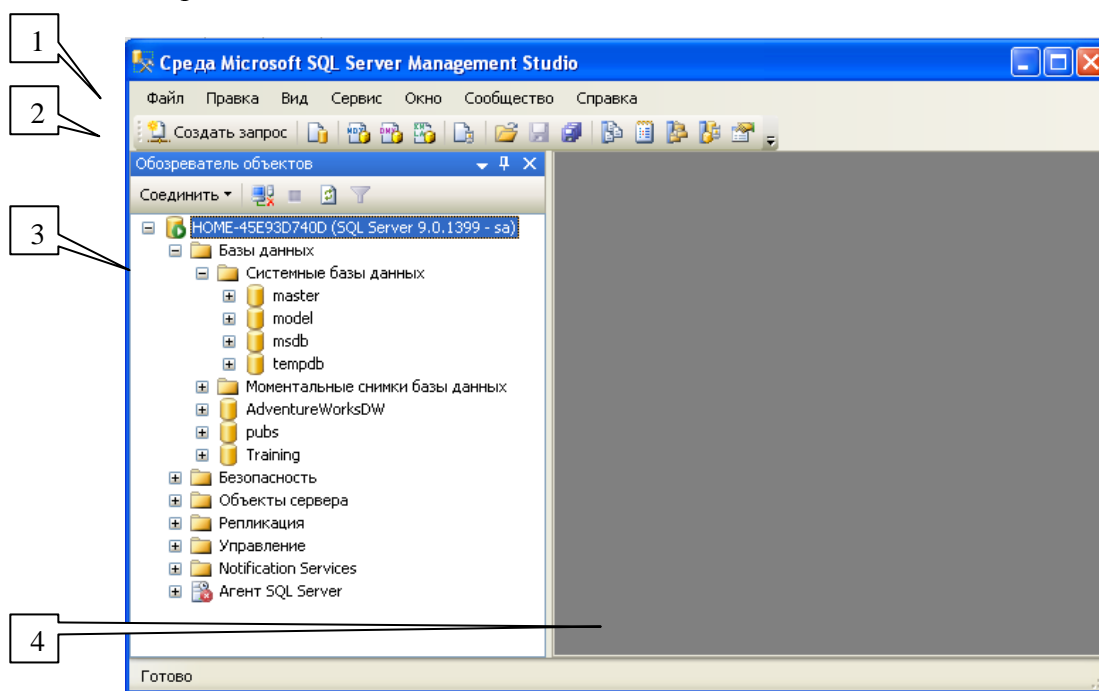 1
Среда Microsoft SQL Server Management Studio
2
Файл Правка Вид Сервис Окно Сообщество Справка
Создать запрос
Обозреватель объектов
Соединить
3
HOME-45E93D740D (SQL Server 9.0.1399 - sa)
Базы данных
Системные базы данных
master
model
msdb
tempdb
Моментальные снимки базы данных
AdventureWorksDW
pubs
Training
Безопасность
Объекты сервера
Репликация
Управление
Notification Services
Агент SQL Server
4
Готово